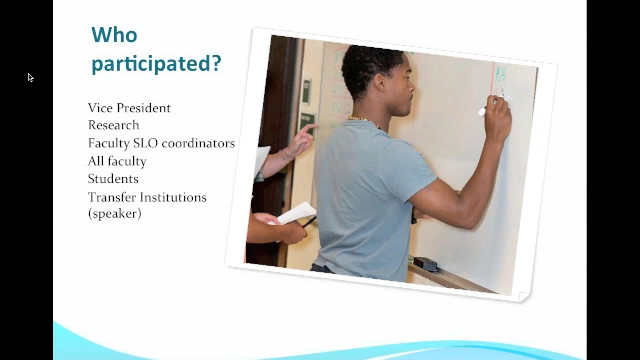 Who
participated?
Vice President
Research
Faculty SLO coordinators
All faculty
Students
Transfer Institutions
(speaker)